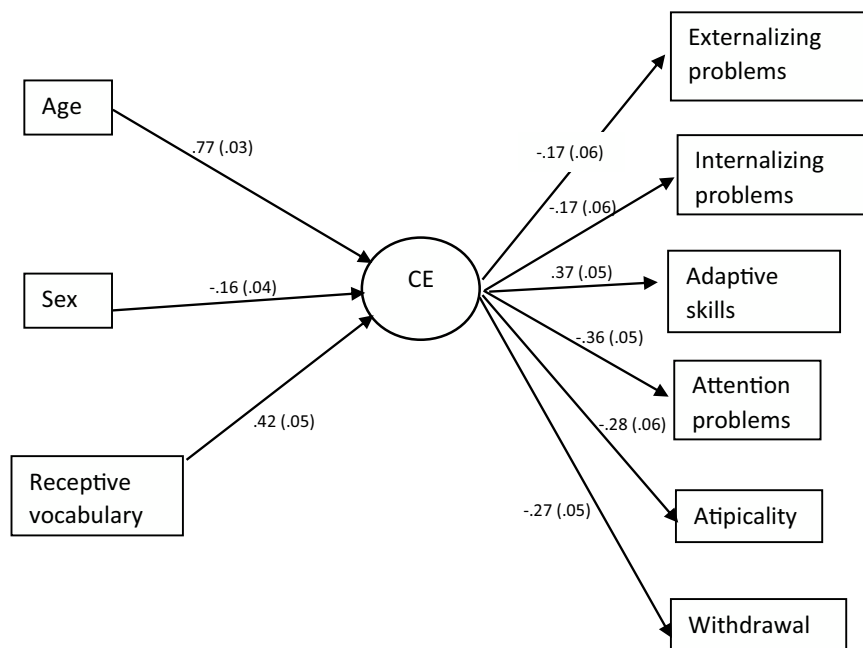 Externalizing
problems
Age
.77 (.03)
-.17 (.06)
Internalizing
problems
-.17 (.06)
CE
.37 (.05)
Adaptive
skills
Sex
-.16 (.04)
-.36 (.05)
Attention
problems
.42 (.05)
-.28 (.06)
Receptive
vocabulary
-.27 (.05)
Atipicality
Withdrawal